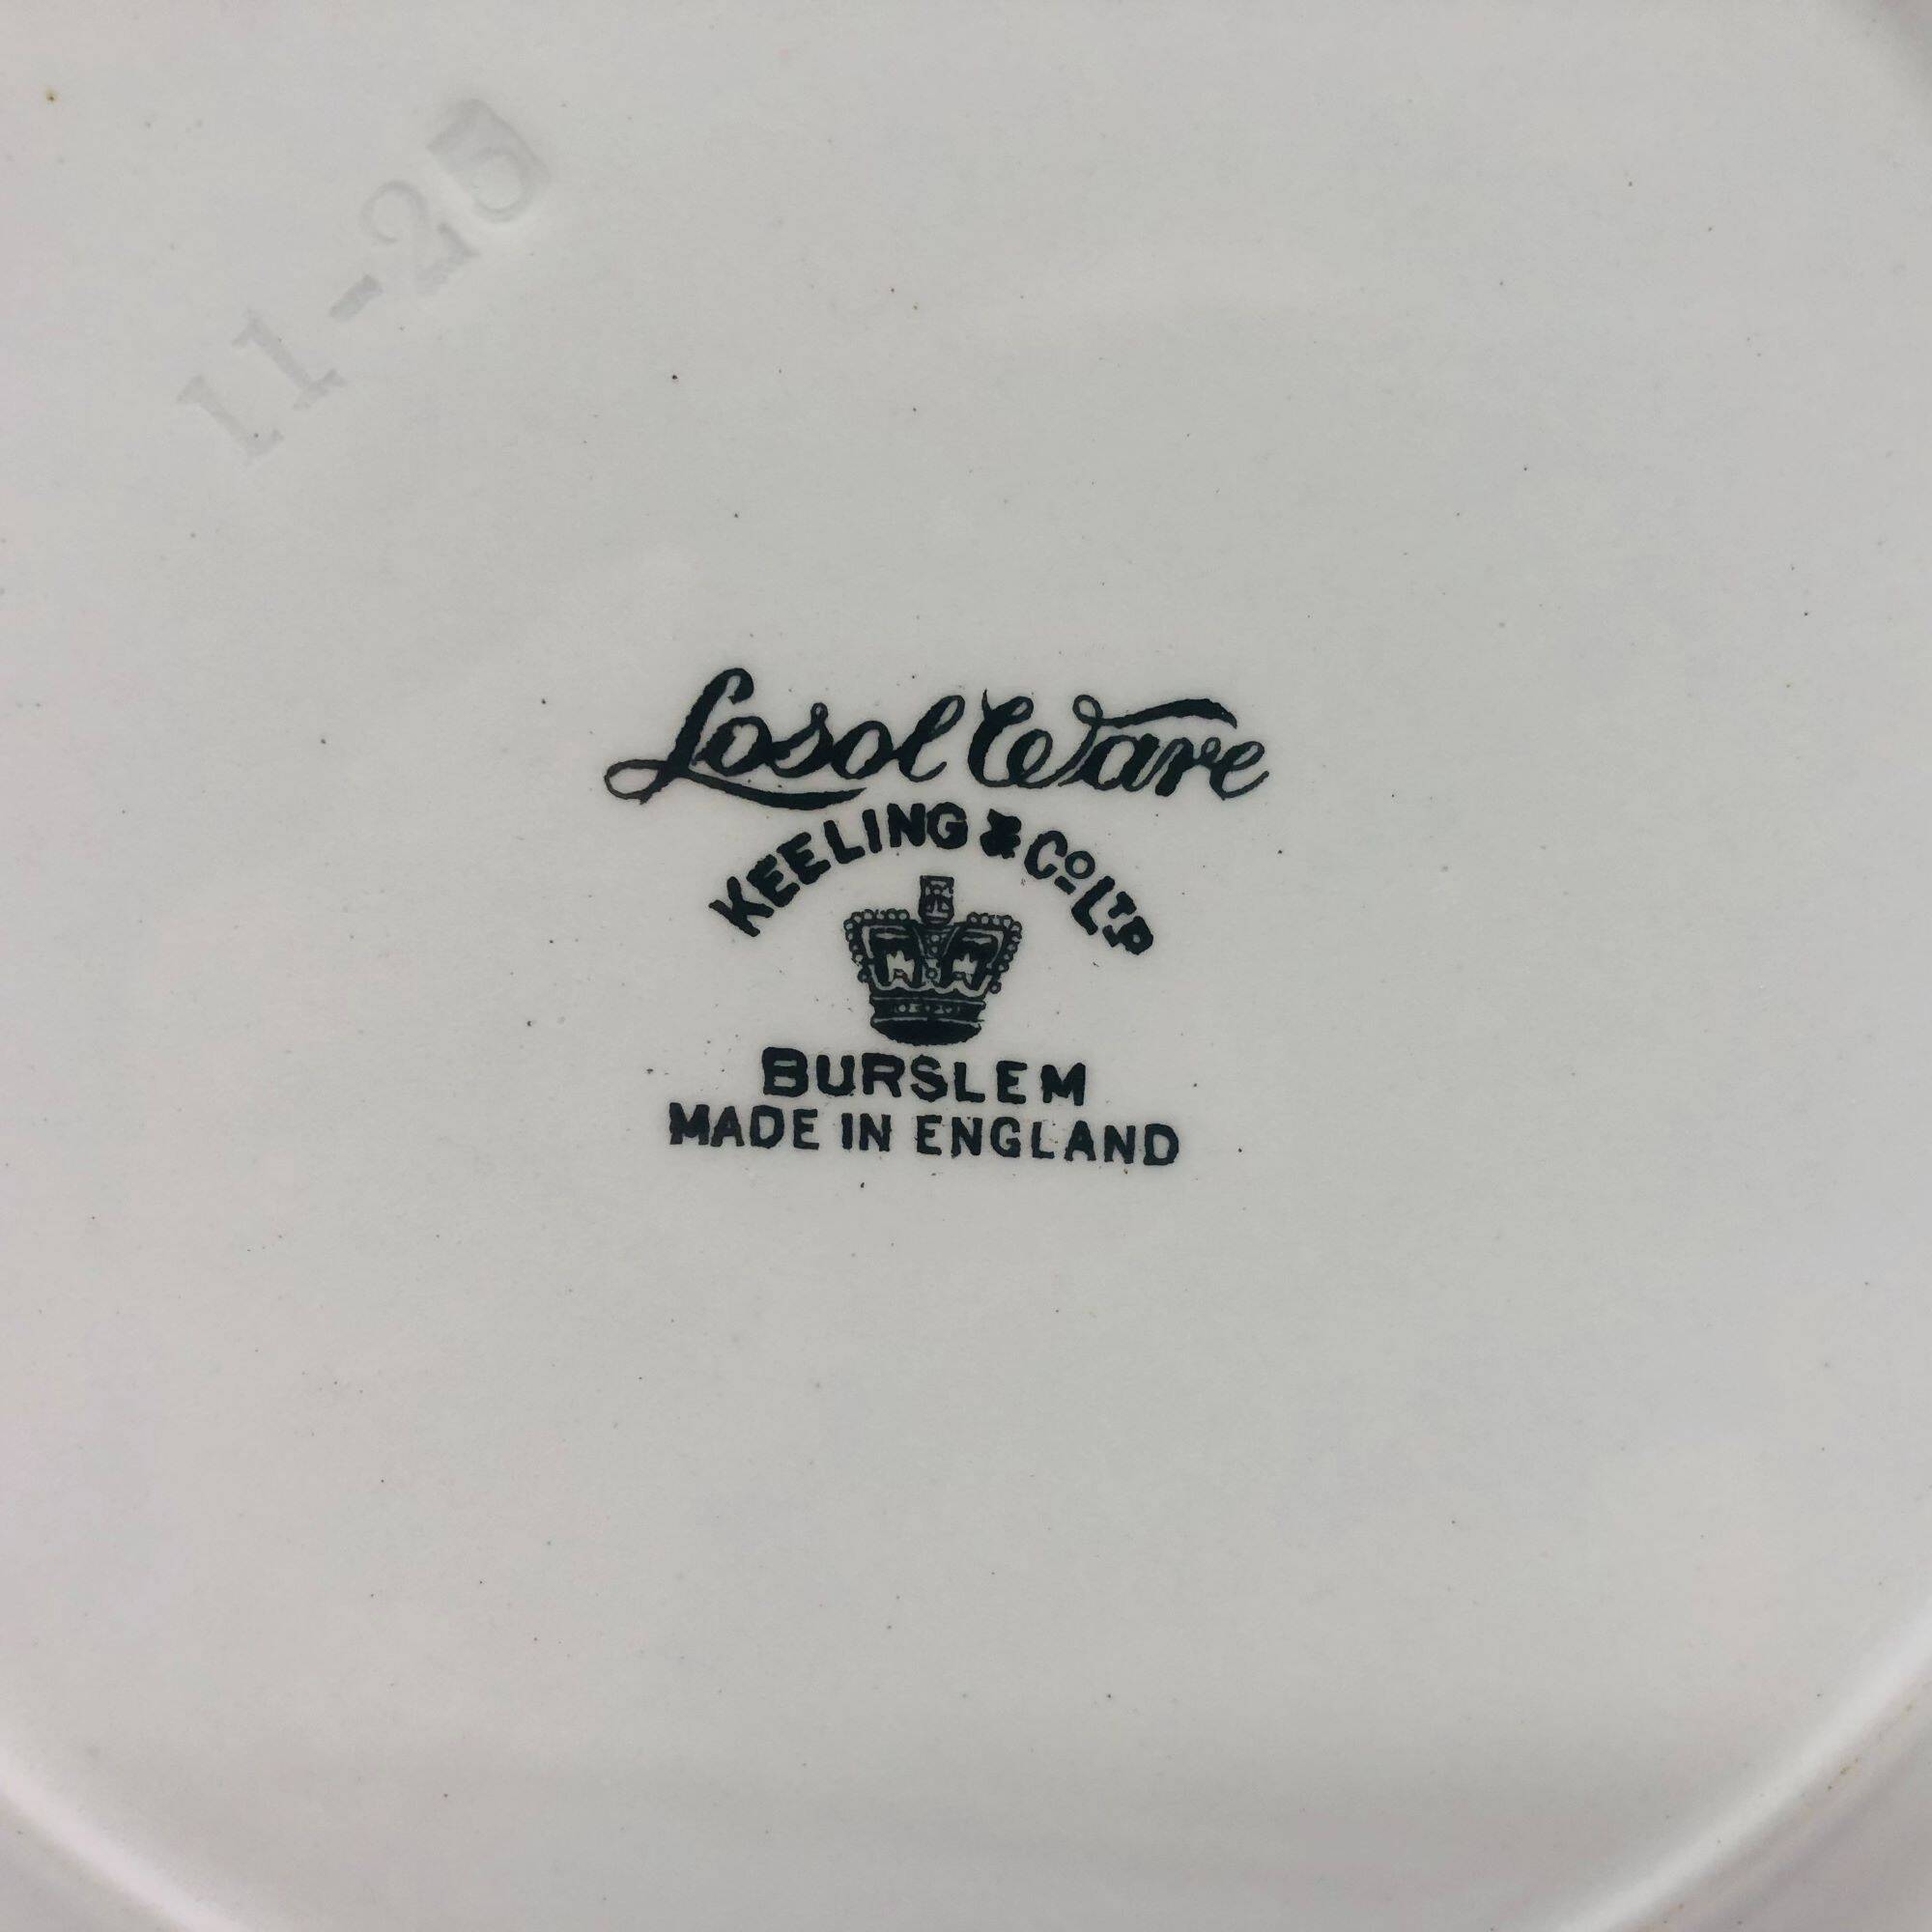 11-25
Losol Ware
KEELING & Co LTD
BURSLEM
MADE IN ENGLAND